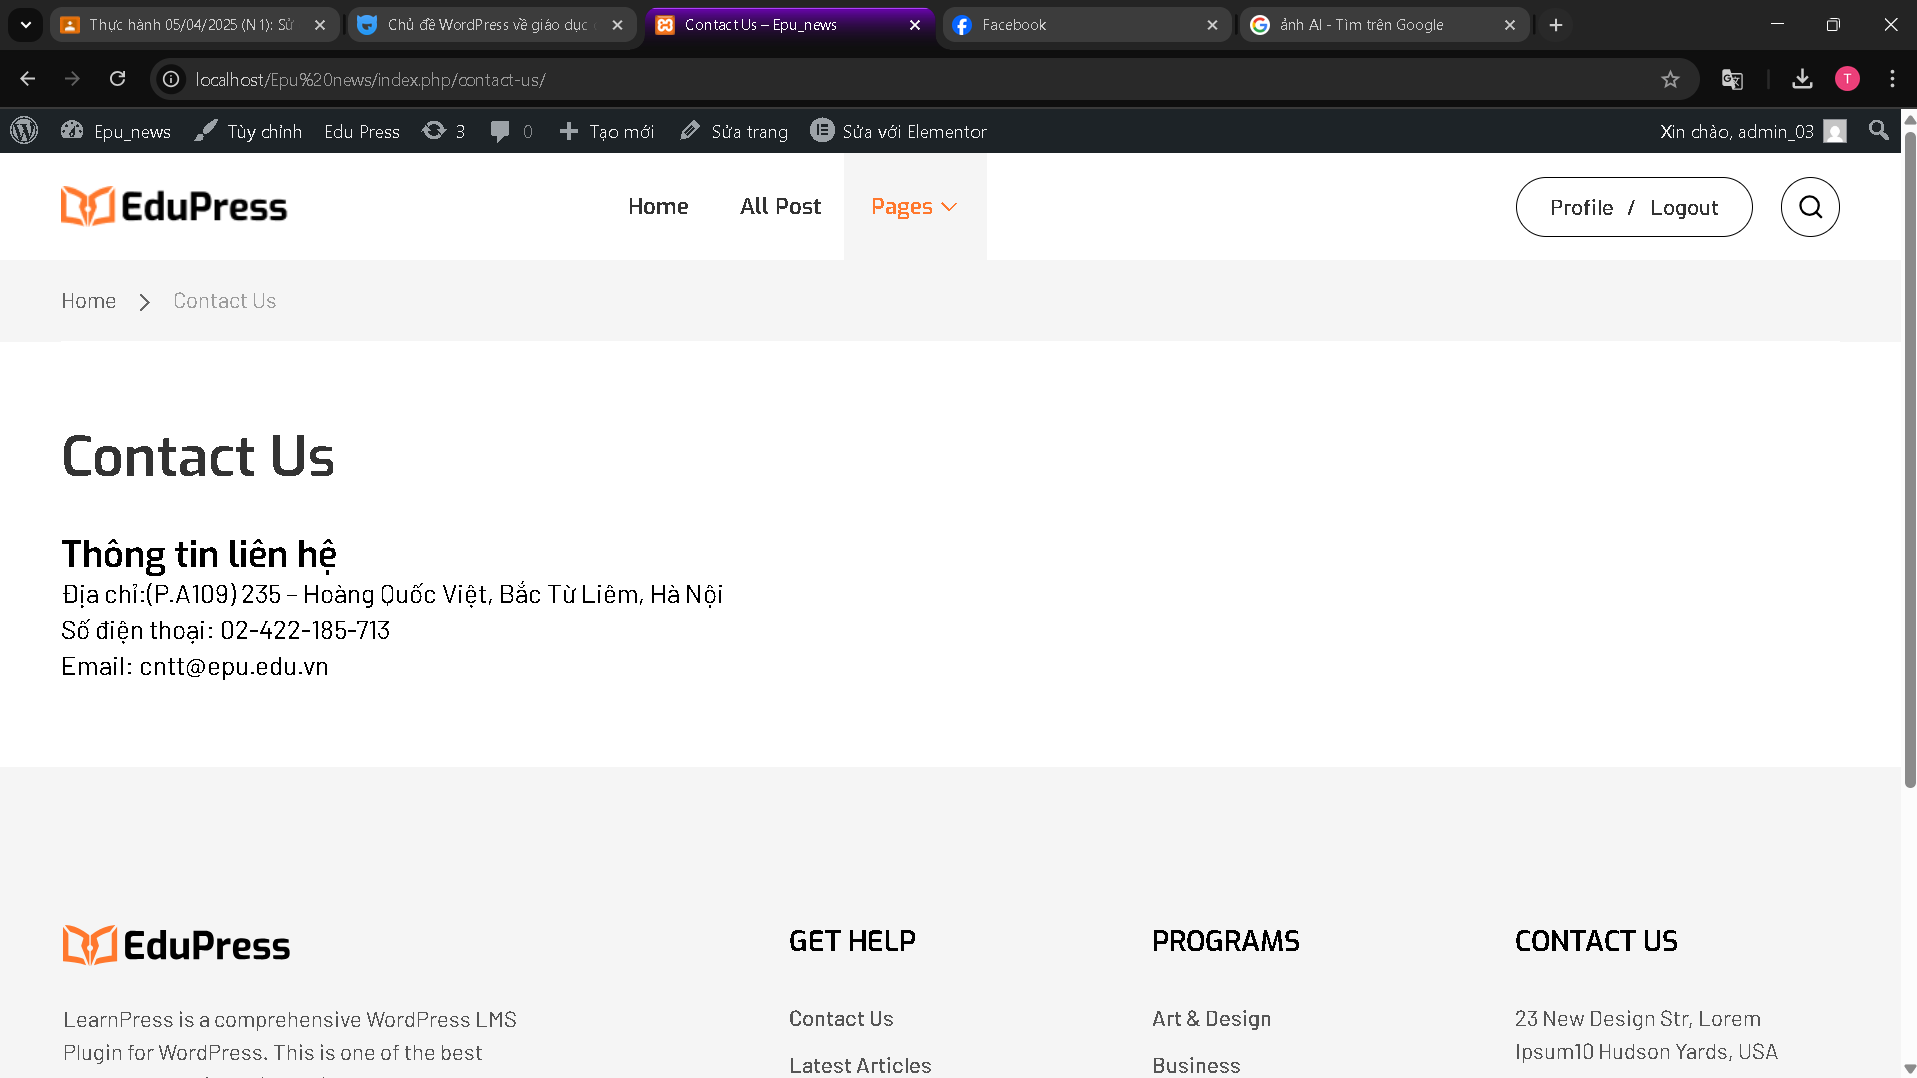 Thực hành 05/04/2025 (N1): Sử
Chủ đề WordPress về giáo dục
Contact Us – Epu_news
Facebook
ảnh AI - Tìm trên Google
localhost/Epu%20news/index.php/contact-us/
T
Epu_news
Tùy chỉnh
Edu Press
3
0
Tạo mới
Sửa trang
Sửa với Elementor
Xin chào, admin_03
EduPress
Home
All Post
Pages
Profile / Logout
Home
Contact Us
Contact Us
Thông tin liên hệ
Địa chỉ:(P.A109) 235 – Hoàng Quốc Việt, Bắc Từ Liêm, Hà Nội
Số điện thoại: 02-422-185-713
Email: cntt@epu.edu.vn
EduPress
LearnPress is a comprehensive WordPress LMS
Plugin for WordPress. This is one of the best
GET HELP
Contact Us
Latest Articles
PROGRAMS
Art & Design
Business
CONTACT US
23 New Design Str, Lorem
Ipsum10 Hudson Yards, USA